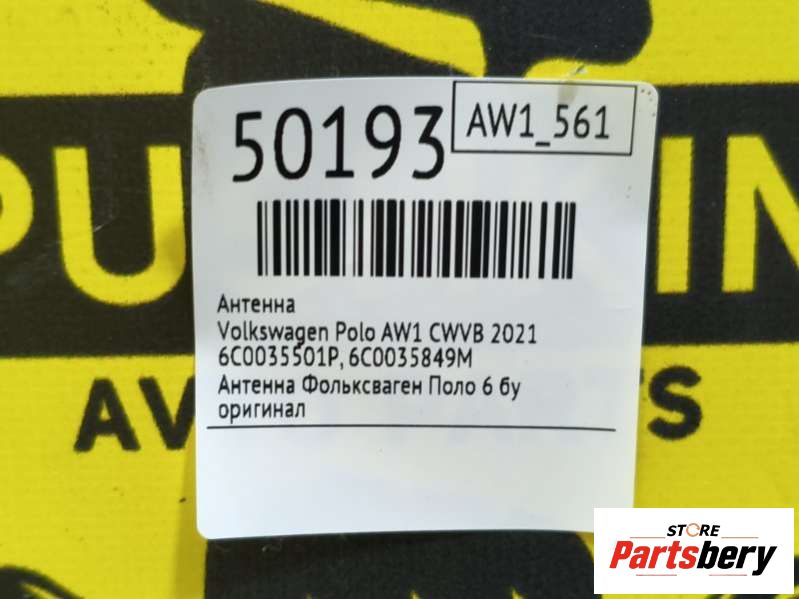 50193
AW1_561
Антенна
Volkswagen Polo AW1 CWVB 2021
6C0035501P, 6C0035849M
Антенна Фольксваген Поло 6 бу
оригинал
STORE
Partsbery